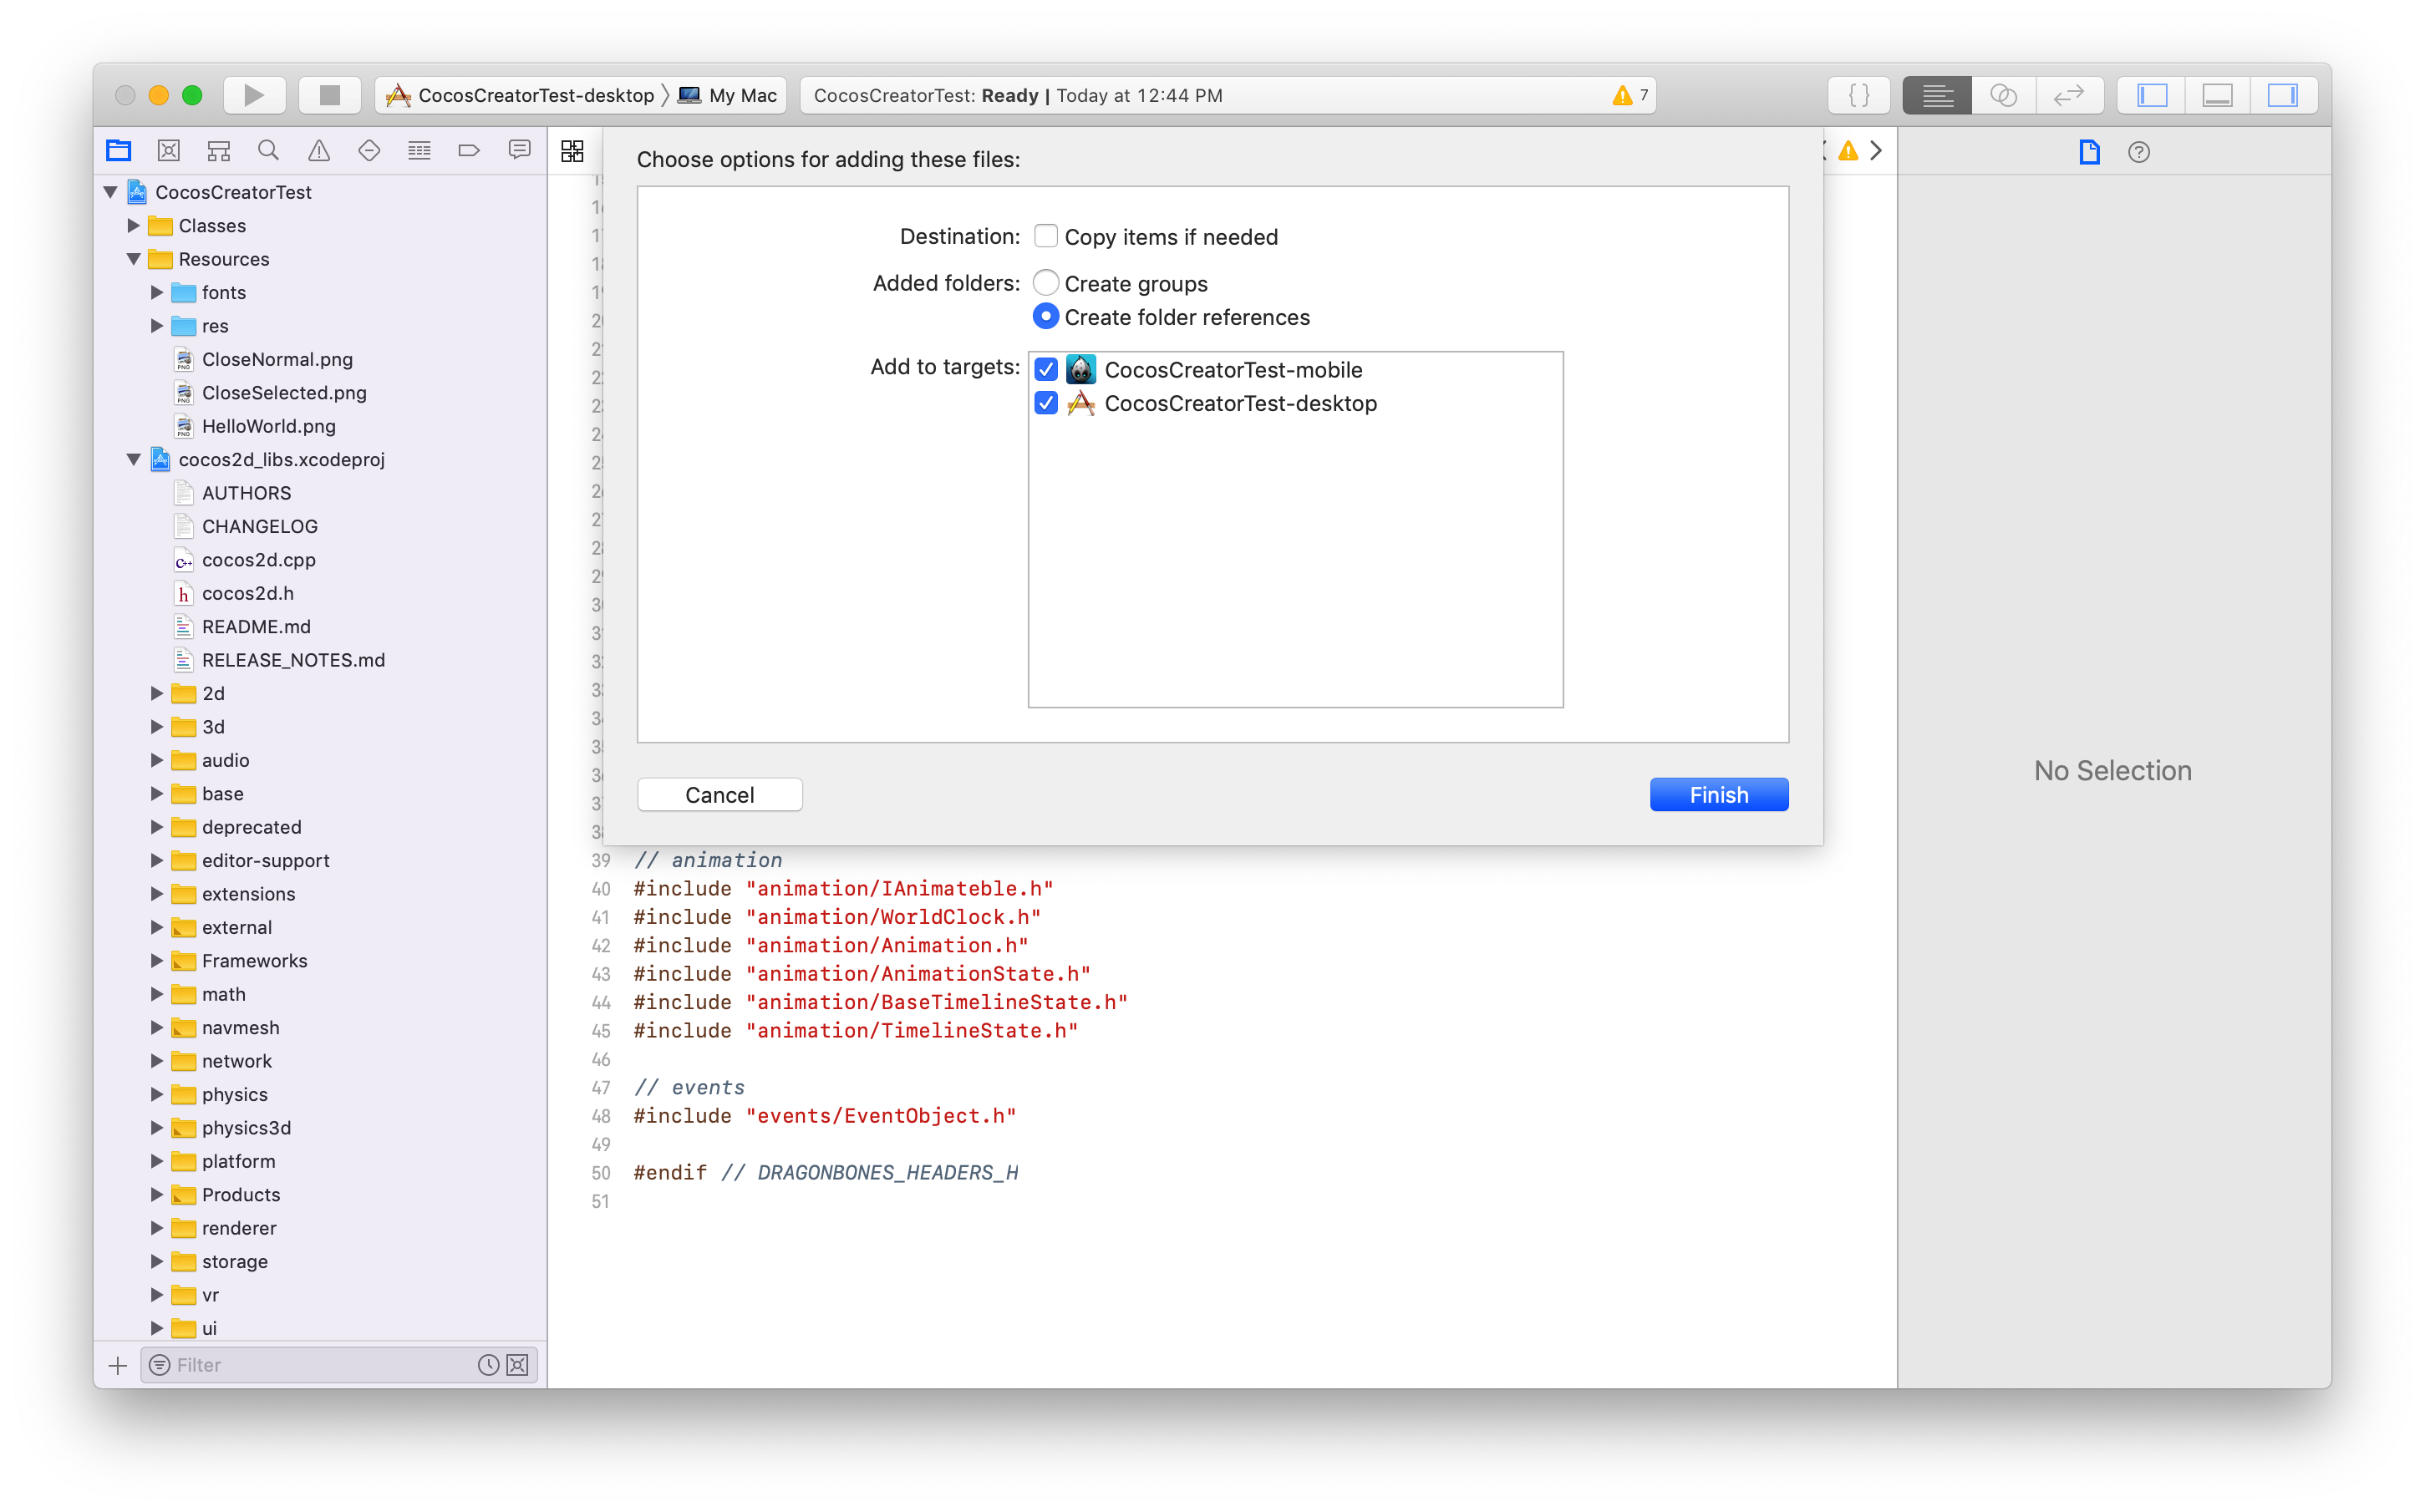 CocosCreatorTest-desktop 〉 My Mac
CocosCreatorTest: Ready | Today at 12:44 PM
7
{ }
CocosCreatorTest
Classes
Resources
fonts
res
CloseNormal.png
CloseSelected.png
HelloWorld.png
cocos2d_libs.xcodeproj
AUTHORS
CHANGELOG
cocos2d.cpp
cocos2d.h
README.md
RELEASE_NOTES.md
2d
3d
audio
base
deprecated
editor-support
extensions
external
Frameworks
math
navmesh
network
physics
physics3d
platform
Products
renderer
storage
vr
ui
Filter
Choose options for adding these files:
Destination: Copy items if needed
Added folders: Create groups
Create folder references
Add to targets: CocosCreatorTest-mobile
CocosCreatorTest-desktop
Cancel
Finish
39 // animation
40 #include "animation/IAnimateble.h"
41 #include "animation/WorldClock.h"
42 #include "animation/Animation.h"
43 #include "animation/AnimationState.h"
44 #include "animation/BaseTimelineState.h"
45 #include "animation/TimelineState.h"
46
47 // events
48 #include "events/EventObject.h"
49
50 #endif // DRAGONBONES_HEADERS_H
51
No Selection